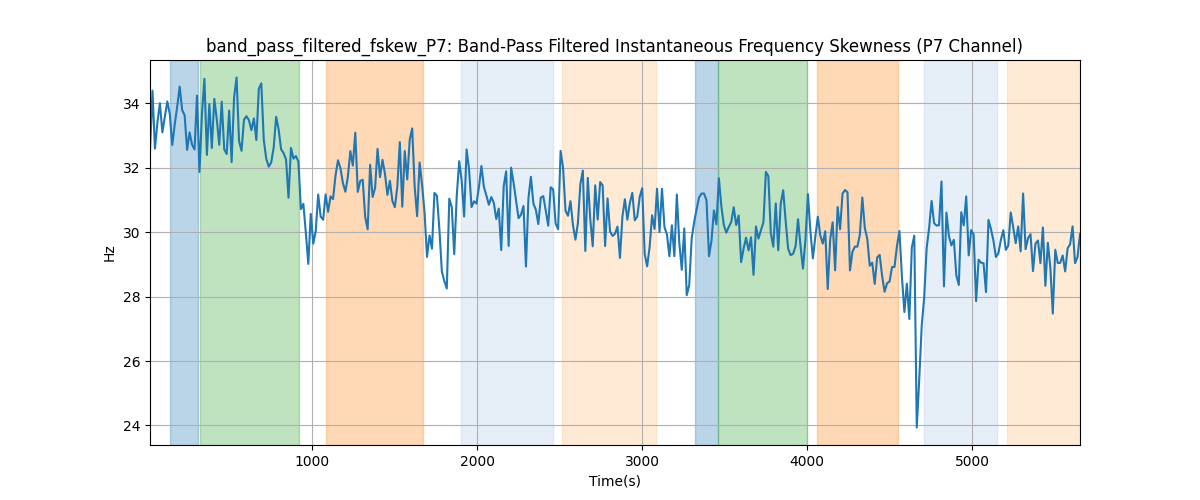 band_pass_filtered_fskew_P7: Band-Pass Filtered Instantaneous Frequency Skewness (P7 Channel)
34
32
30
28
26
24
Hz
1000 2000 3000 4000 5000
Time(s)